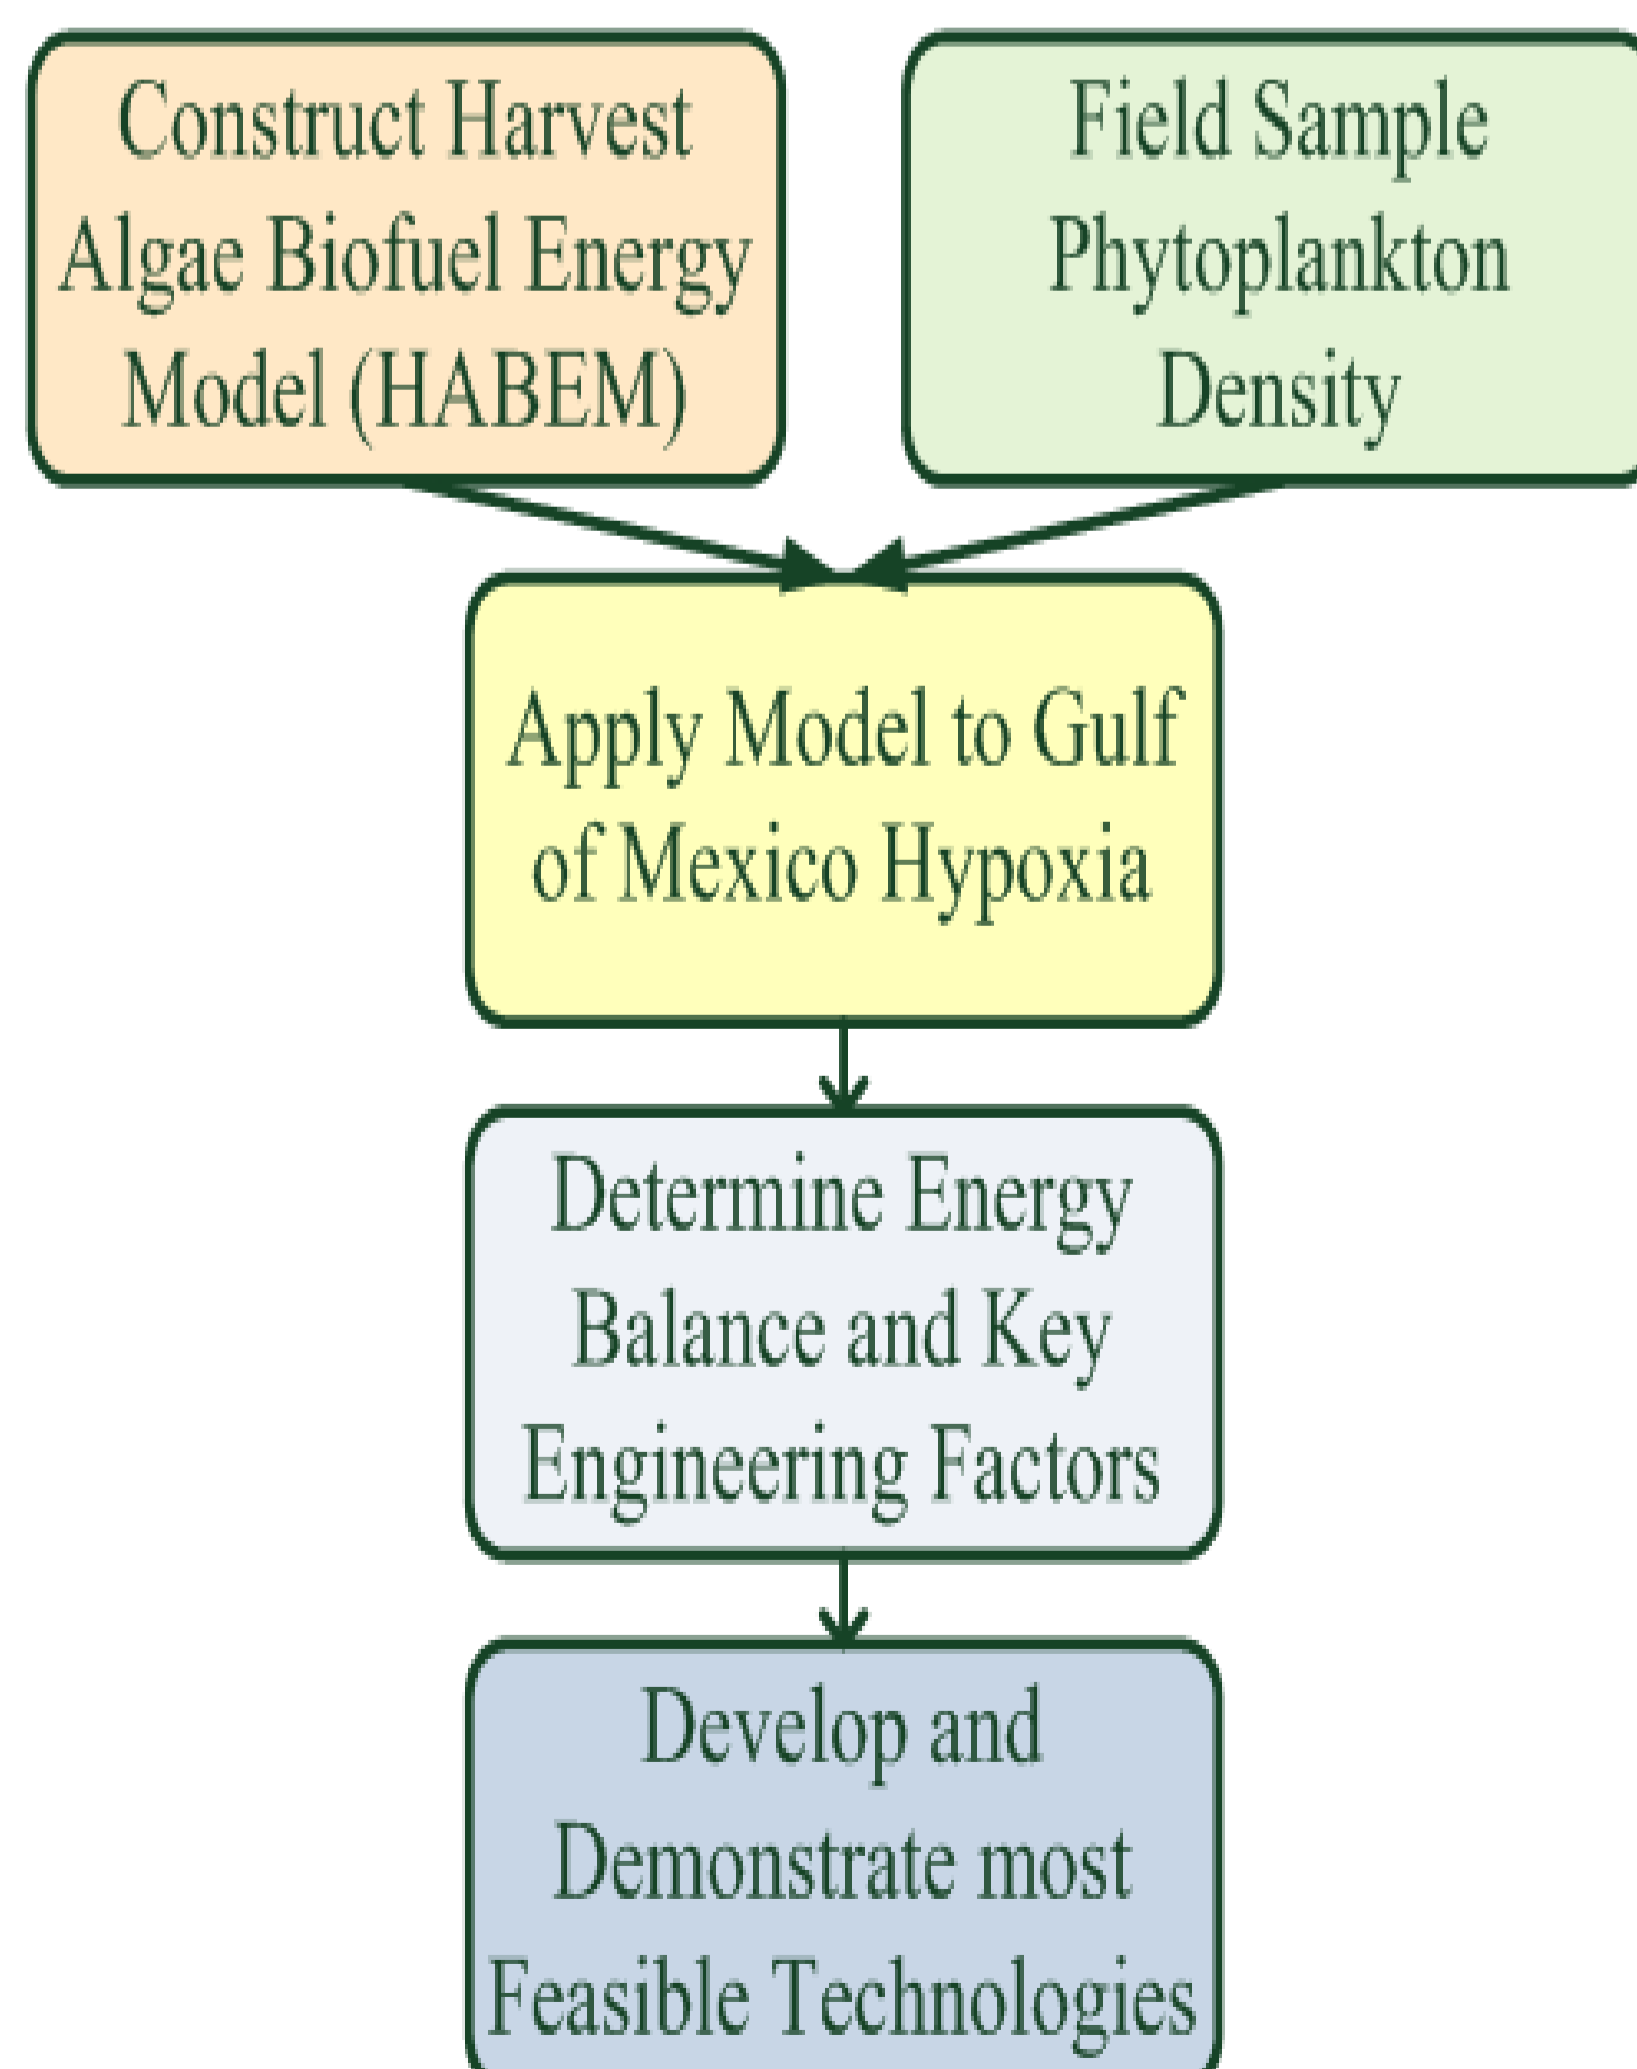 Construct Harvest
Algae Biofuel Energy
Model (HABEM)
Field Sample
Phytoplankton
Density
Apply Model to Gulf
of Mexico Hypoxia
Determine Energy
Balance and Key
Engineering Factors
Develop and
Demonstrate most
Feasible Technologies